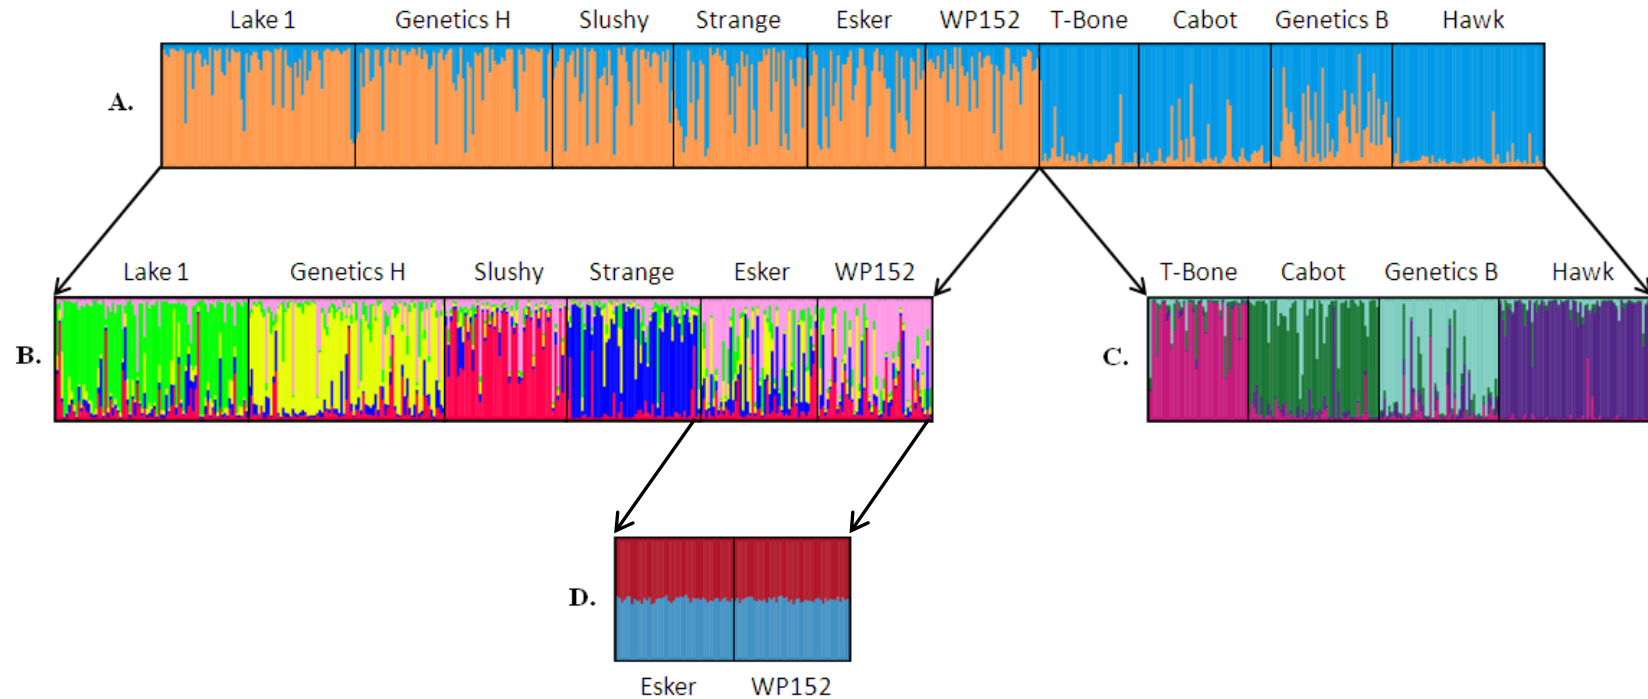 Lake 1 Genetics H Slushy Strange Esker WP152 T-Bone Cabot Genetics B Hawk
A.
Lake 1 Genetics H Slushy Strange Esker WP152
B.
T-Bone Cabot Genetics B Hawk
C.
D.
Esker WP152